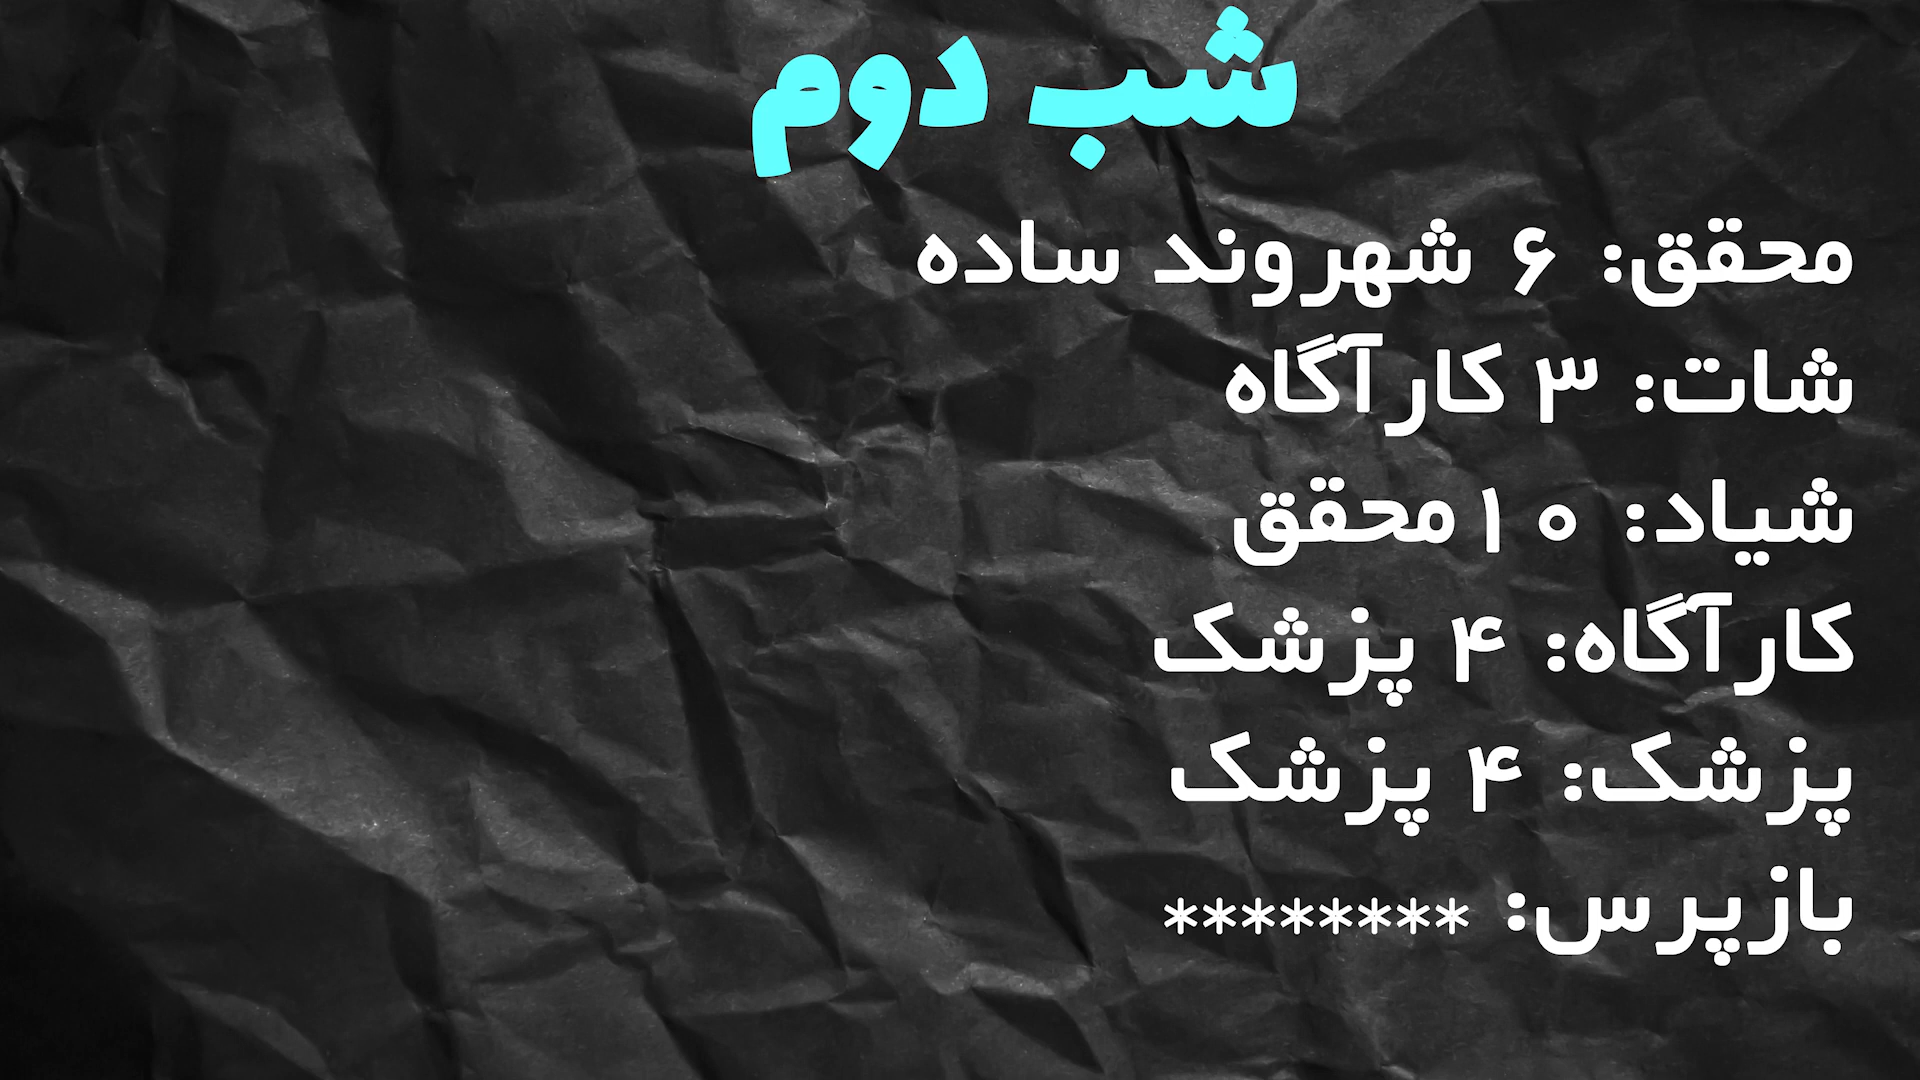 شب دوم
محقق: ۶ شهروند ساده
شات: ۳ کارآگاه
شیاد: ۱۰ محقق
کارآگاه: ۴ پزشک
پزشک: ۴ پزشک
بازپرس: ********